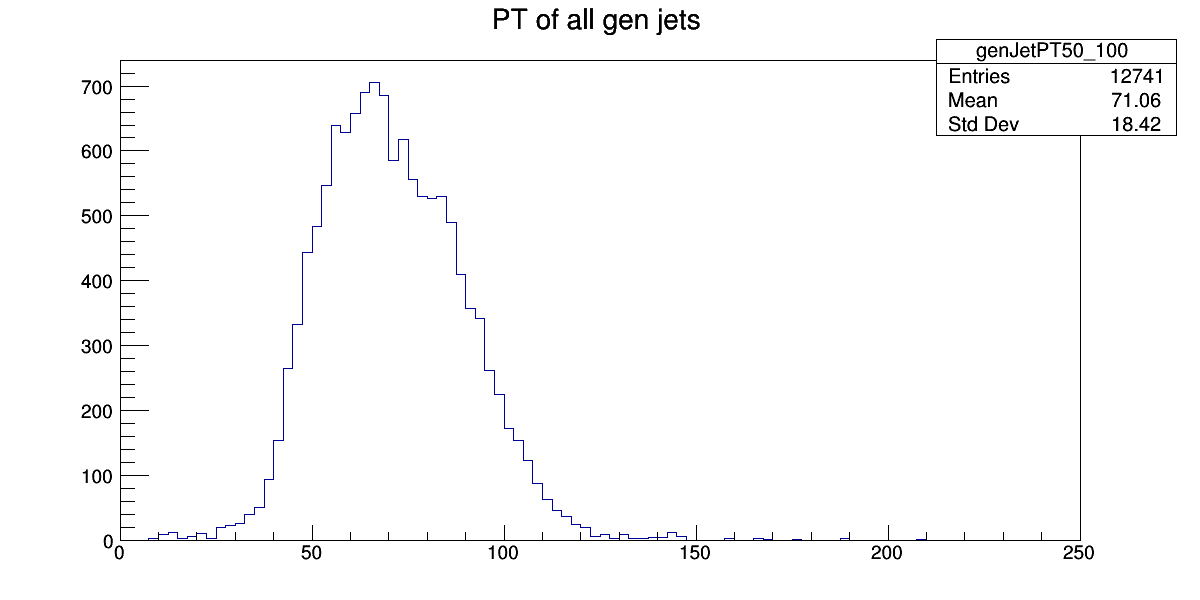 PT of all gen jets
genJetPT50_100
Entries 12741
Mean 71.06
Std Dev 18.42
700
600
500
400
300
200
100
0
0 50 100 150 200 250